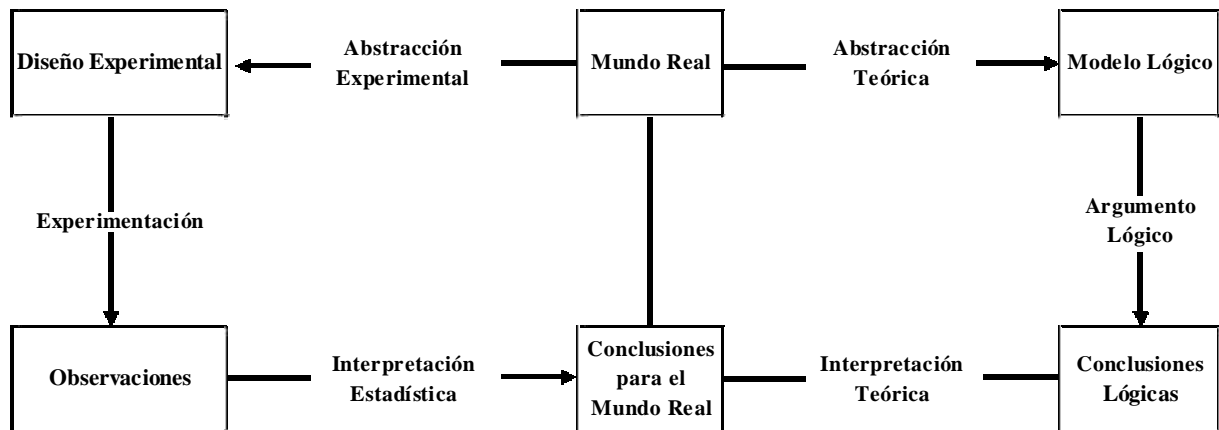 Diseño Experimental
Abstracción
Experimental
Mundo Real
Abstracción
Teórica
Modelo Lógico
Experimentación
Argumento
Lógico
Observaciones
Interpretación
Estadística
Conclusiones
para el
Mundo Real
Interpretación
Teórica
Conclusiones
Lógicas